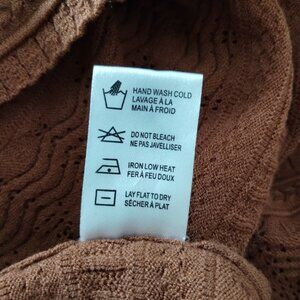 HAND WASH COLD
LAVAGE À LA
MAIN À FROID
DO NOT BLEACH
NE PAS JAVELLISER
IRON LOW HEAT
FER À FEU DOUX
LAY FLAT TO DRY
SÉCHER À PLAT